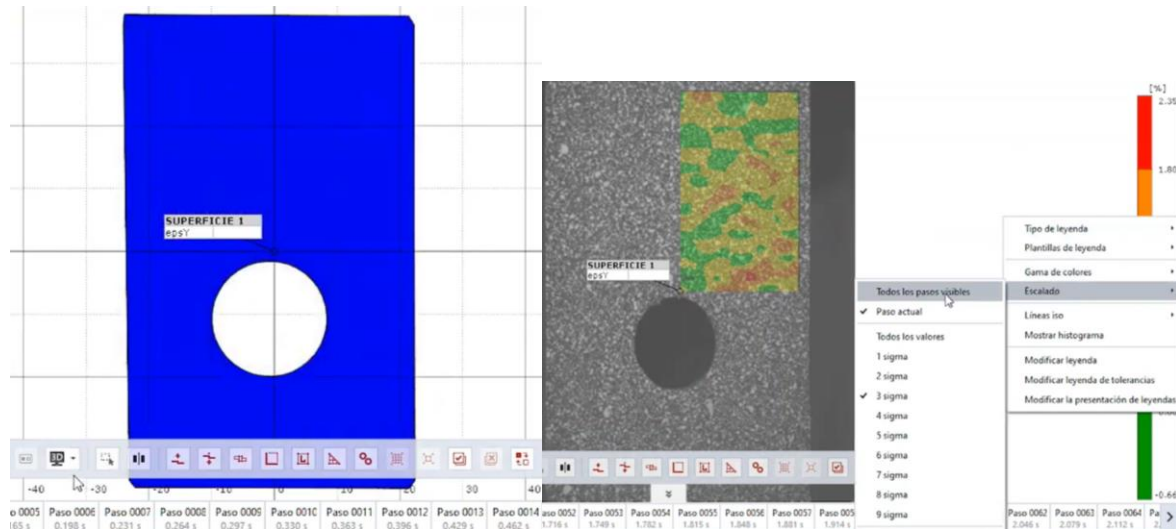 SUPERFICIE 1
epsY
3D
-40
-30
-20
-10
0
10
20
30
40
Paso 0006
Paso 0007
Paso 0008
Paso 0009
Paso 0010
Paso 0011
Paso 0012
Paso 0013
Paso 0014
0.198 s
0.231 s
0.264 s
0.297 s
0.330 s
0.363 s
0.396 s
0.429 s
0.462 s
SUPERFICIE 1
epsY
Paso 0052
Paso 0053
Paso 0054
Paso 0055
Paso 0056
Paso 0057
1.716 s
1.749 s
1.782 s
1.815 s
1.848 s
1.881 s
1.914 s
Todos los pasos visibles
Paso actual
Todos los valores
1 sigma
2 sigma
3 sigma
4 sigma
5 sigma
6 sigma
7 sigma
8 sigma
9 sigma
[%]
2.35
1.80
Tipo de leyenda
Plantillas de leyenda
Gama de colores
Escalado
Líneas iso
Mostrar histograma
Modificar leyenda
Modificar leyenda de tolerancias
Modificar la presentación de leyendas
-0.66
Paso 0062
Paso 0063
Paso 0064
2.046 s
2.079 s
2.112 s